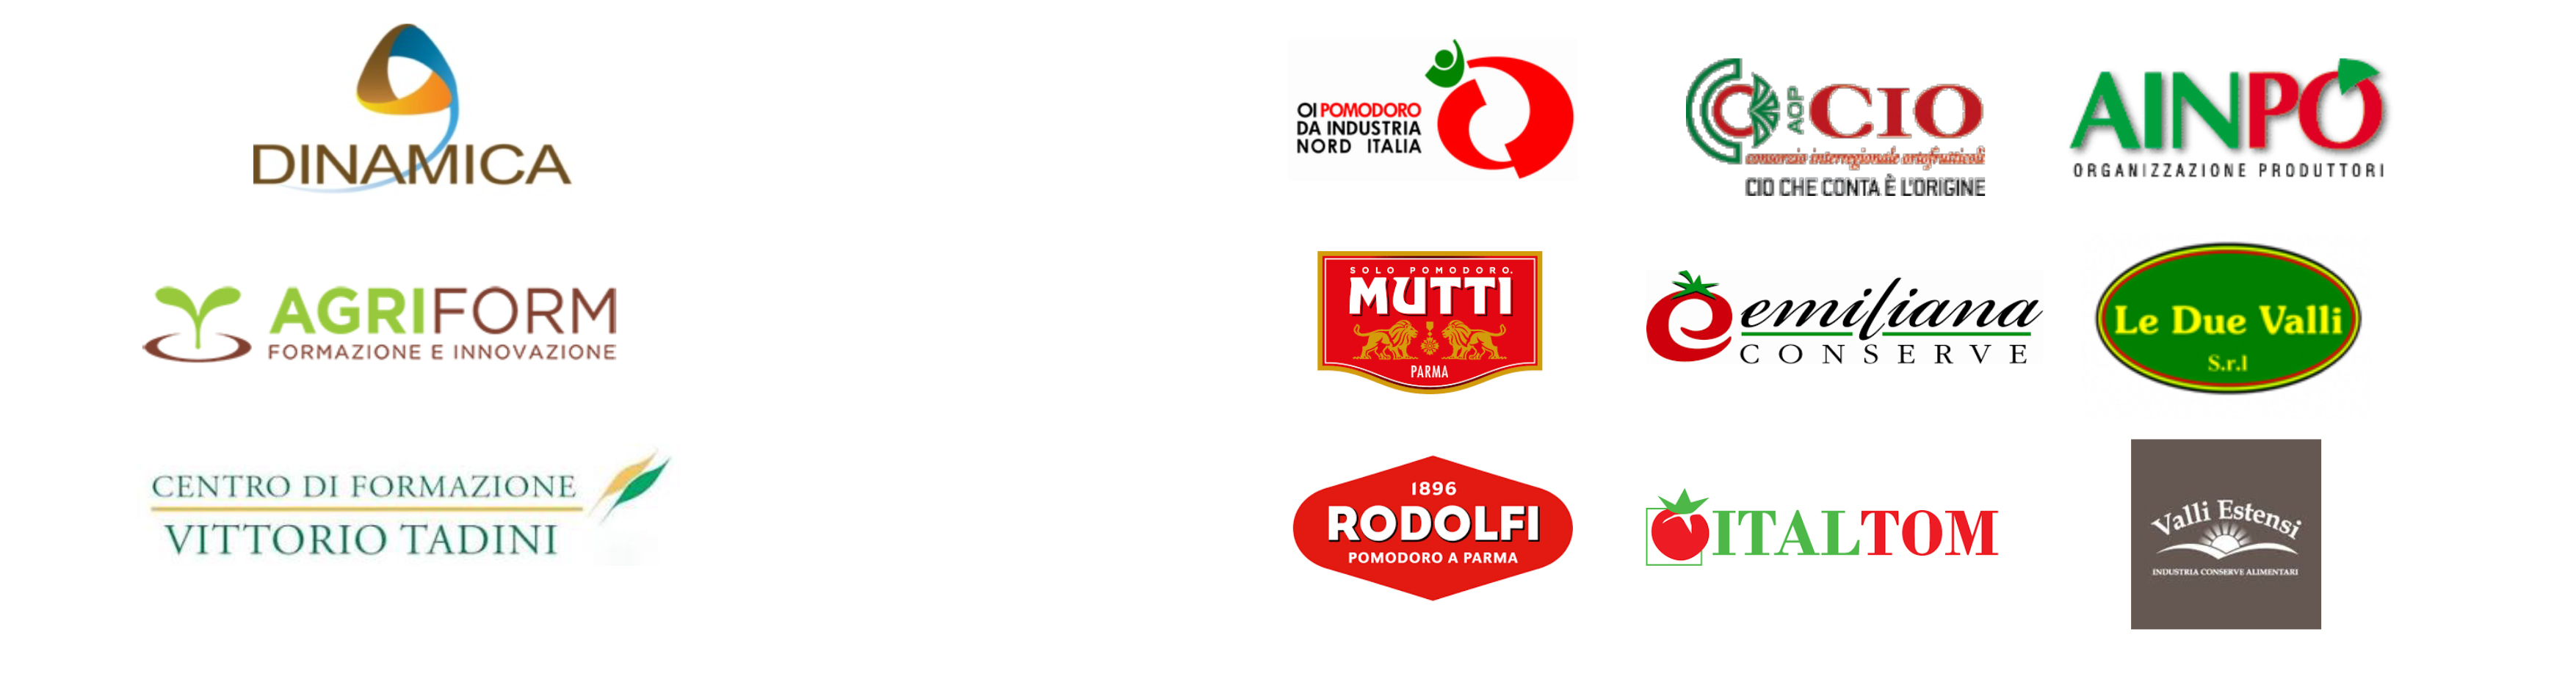 DINAMICA
AGRIFORM
FORMAZIONE E INNOVAZIONE
CENTRO DI FORMAZIONE
VITTORIO TADINI
OI POMODORO
DA INDUSTRIA
NORD ITALIA
AOP CIO
consorzio interregionale ortofrutticoli
CIO CHE CONTA È L'ORIGINE
AINPO
ORGANIZZAZIONE PRODUTTORI
SOLO POMODORO.
MUTTI
PARMA
emiliana
CONSERVE
Le Due Valli
S.r.l
1896
RODOLFI
POMODORO A PARMA
ITALTOM
Valli Estensi
INDUSTRIA CONSERVE ALIMENTARI